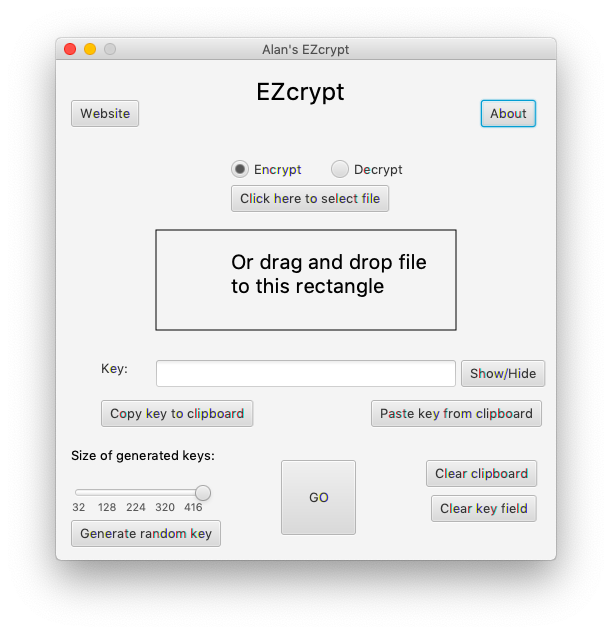 Alan's EZcrypt
EZcrypt
Website
About
Encrypt
Decrypt
Click here to select file
Or drag and drop file
to this rectangle
Key:
Show/Hide
Copy key to clipboard
Paste key from clipboard
Size of generated keys:
32 128 224 320 416
Generate random key
GO
Clear clipboard
Clear key field